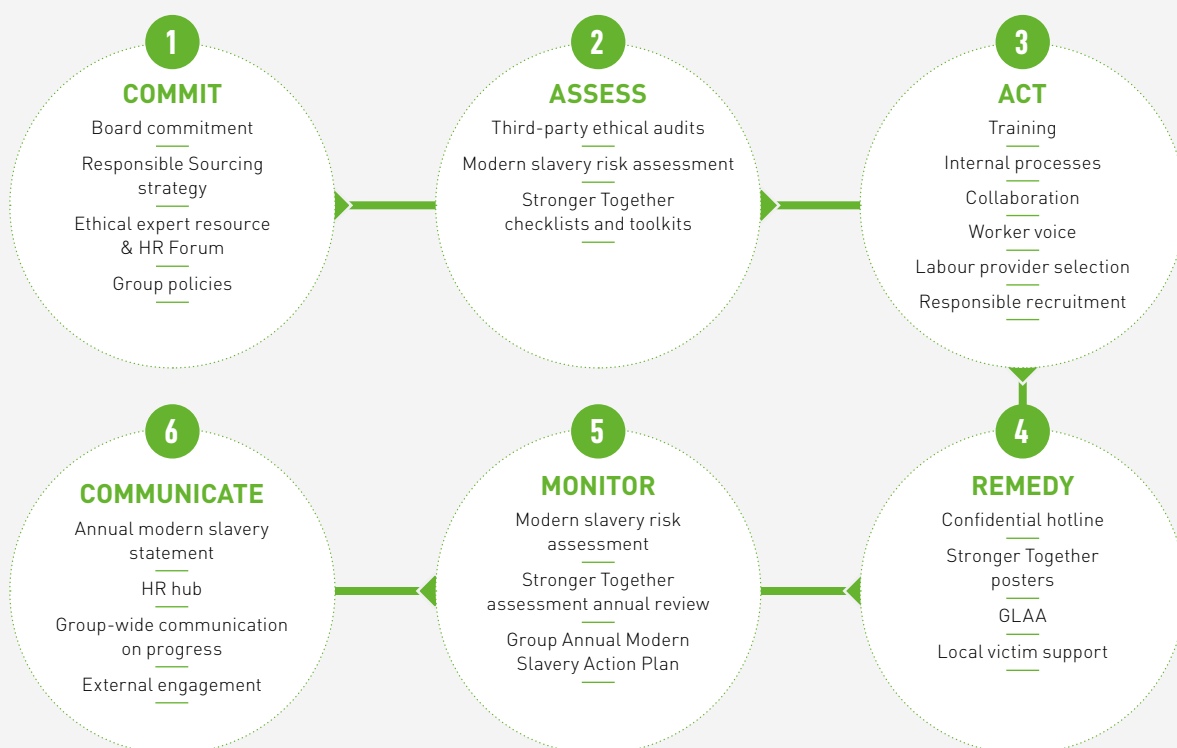 1
COMMIT
Board commitment
Responsible Sourcing
strategy
Ethical expert resource
& HR Forum
Group policies
2
ASSESS
Third-party ethical audits
Modern slavery risk assessment
Stronger Together
checklists and toolkits
3
ACT
Training
Internal processes
Collaboration
Worker voice
Labour provider selection
Responsible recruitment
4
REMEDY
Confidential hotline
Stronger Together
posters
GLAA
Local victim support
5
MONITOR
Modern slavery risk
assessment
Stronger Together
assessment annual review
Group Annual Modern
Slavery Action Plan
6
COMMUNICATE
Annual modern slavery
statement
HR hub
Group-wide communication
on progress
External engagement